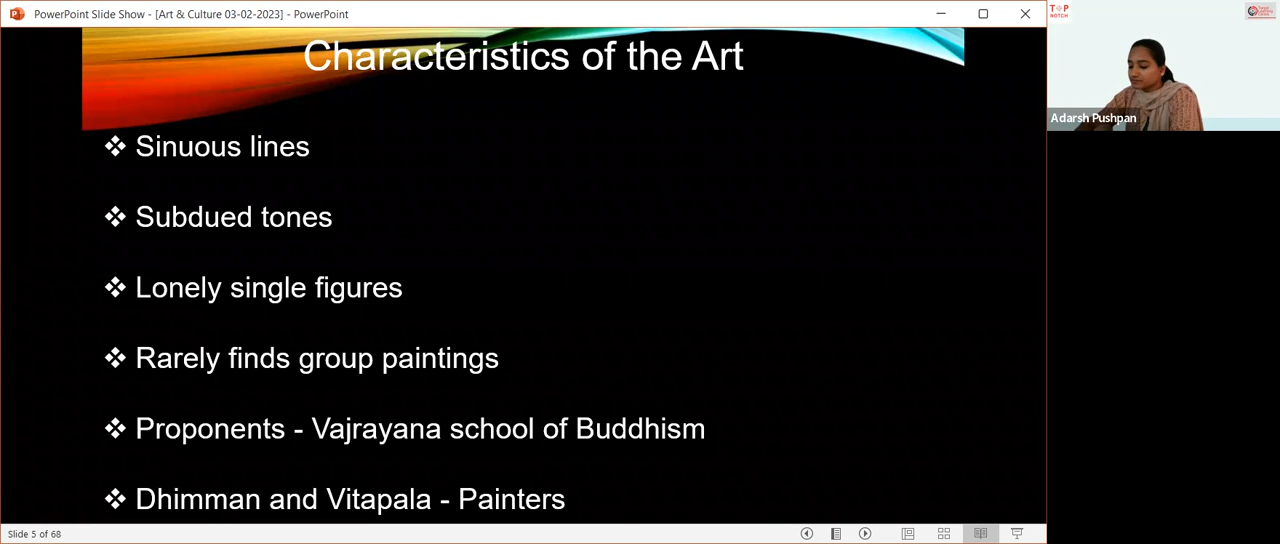 PowerPoint Slide Show - [Art & Culture 03-02-2023] - PowerPoint
TOP
NOTCH
Characteristics of the Art
Adarsh Pushpan
❖ Sinuous lines
❖ Subdued tones
❖ Lonely single figures
❖ Rarely finds group paintings
❖ Proponents - Vajrayana school of Buddhism
❖ Dhimman and Vitapala - Painters
Slide 5 of 68